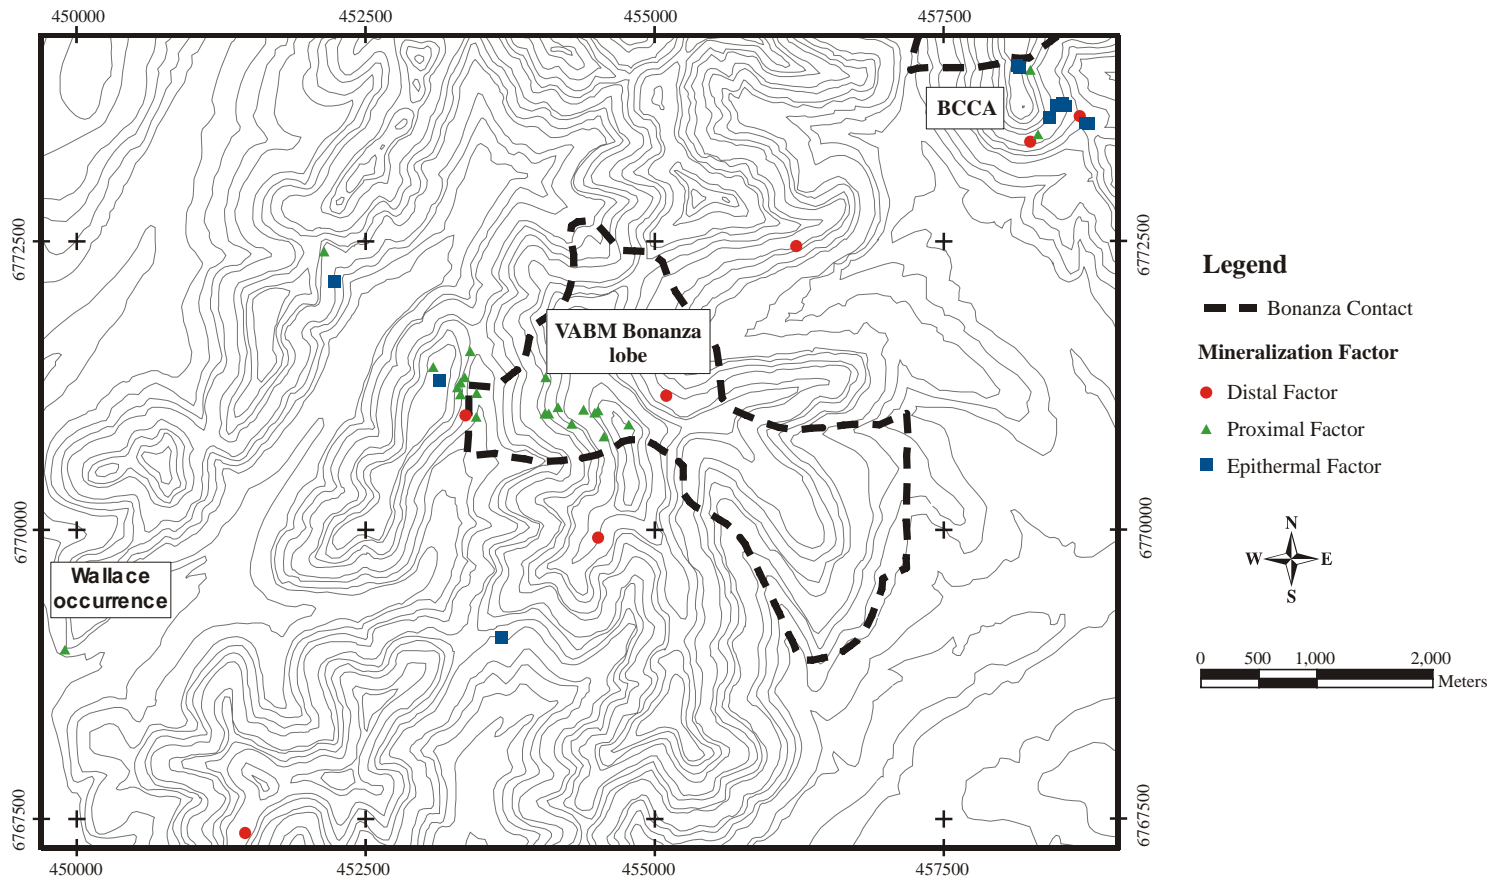 450000
452500
455000
457500
BCCA
6772500
6772500
VABM Bonanza
lobe
6770000
6770000
Wallace
occurrence
6767500
6767500
450000
452500
455000
457500
Legend
Bonanza Contact
Mineralization Factor
Distal Factor
Proximal Factor
Epithermal Factor
N
W
E
S
0
500
1,000
2,000
Meters